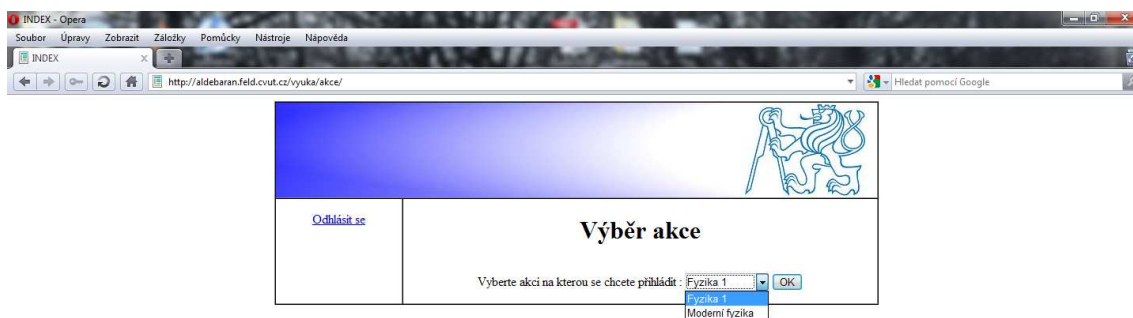 INDEX - Opera
Soubor Úpravy Zobrazit Záložky Pomůcky Nástroje Nápověda
INDEX
http://aldebaran.feld.cvut.cz/vyuka/akce/
Hledat pomocí Google
Odhlásit se
Výběr akce
Vyberte akci na kterou se chcete přihládit : Fyzika 1 OK
Fyzika 1
Moderní fyzika